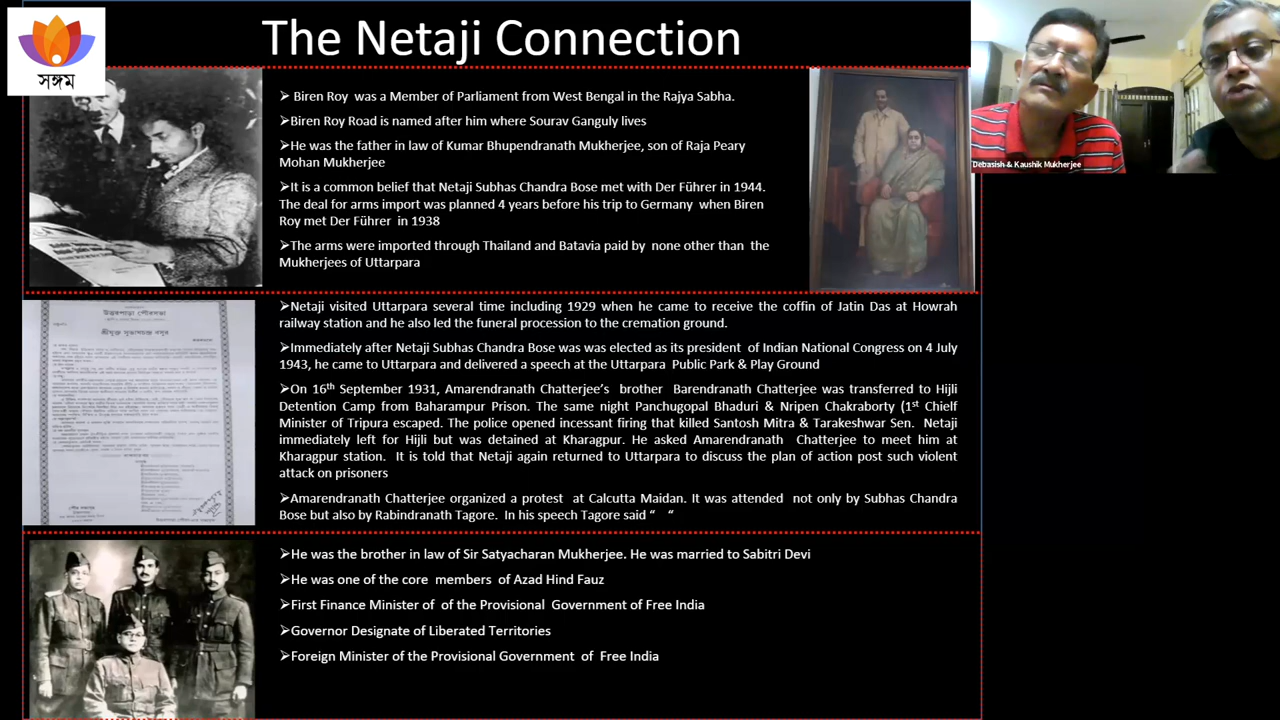 The Netaji Connection
সঙ্গম
➢ Biren Roy was a Member of Parliament from West Bengal in the Rajya Sabha.
➢Biren Roy Road is named after him where Sourav Ganguly lives
➢He was the father in law of Kumar Bhupendranath Mukherjee, son of Raja Peary
Mohan Mukherjee
➢It is a common belief that Netaji Subhas Chandra Bose met with Der Führer in 1944.
The deal for arms import was planned 4 years before his trip to Germany when Biren
Roy met Der Führer in 1938
➢The arms were imported through Thailand and Batavia paid by none other than the
Mukherjees of Uttarpara
Debasish & Kaushik Mukherjee
➢Netaji visited Uttarpara several time including 1929 when he came to receive the coffin of Jatin Das at Howrah
railway station and he also led the funeral procession to the cremation ground.
➢Immediately after Netaji Subhas Chandra Bose was was elected as its president of Indian National Congress on 4 July
1943, he came to Uttarpara and delivered a speech at the Uttarpara Public Park & Play Ground
➢On 16th September 1931 Amarendranath Chatterjee's brother Barendranath Chatterjee was transferred to Hijli
Detention Camp from Baharampur Prison. The same night Panchugopal Bhaduri & Nripen Chakraborty (1st Chielf
Minister of Tripura escaped. The police started incessant firing that killed Santosh Mitra & Tarakeshwar Sen. Netaji
immediately left for Hijli but was stopped at Kharagpur. He asked Amarendranath Chatterjee to meet him at
Kharagpur station. It is told that Netaji again returned to Uttarpara to discuss the plan of action post such violent
attack on prisoners
➢Amarendranath Chatterjee organized a protest at Calcutta Maidan. It was attended not only by Subhas Chandra
Bose but also by Rabindranath Tagore. In his speech Tagore said “ “
উত্তরপাড়া পৌরসভা
শ্রীযুক্ত সুভাষচন্দ্র বসুর
➢He was the brother in law of Sir Satyacharan Mukherjee. He was married to Sabitri Devi
➢He was one of the core members of Azad Hind Fauz
➢First Finance Minister of of the Provisional Government of Free India
➢Governor Designate of Liberated Territories
➢Foreign Minister of the Provisional Government of Free India